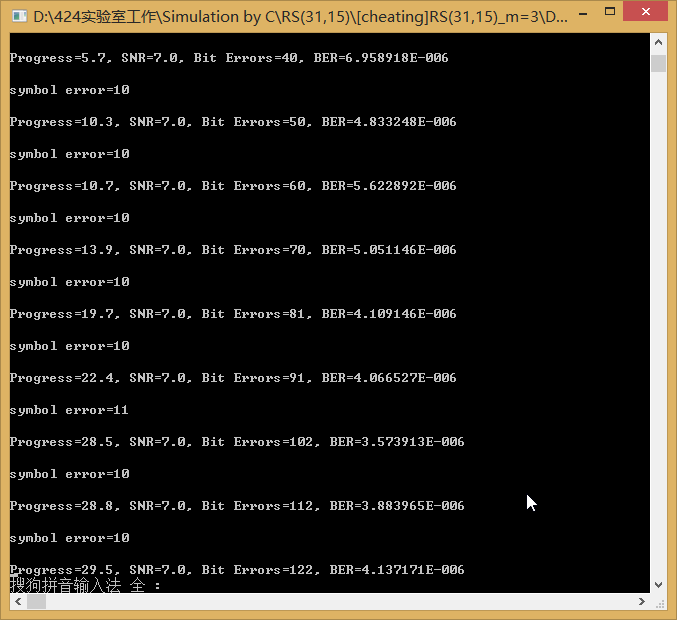 D:\424实验室工作\Simulation by C\RS(31,15)\[cheating]RS(31,15)_m=3\D...
Progress=5.7, SNR=7.0, Bit Errors=40, BER=6.958918E-006
symbol error=10
Progress=10.3, SNR=7.0, Bit Errors=50, BER=4.833248E-006
symbol error=10
Progress=10.7, SNR=7.0, Bit Errors=60, BER=5.622892E-006
symbol error=10
Progress=13.9, SNR=7.0, Bit Errors=70, BER=5.051146E-006
symbol error=10
Progress=19.7, SNR=7.0, Bit Errors=81, BER=4.109146E-006
symbol error=10
Progress=22.4, SNR=7.0, Bit Errors=91, BER=4.066527E-006
symbol error=11
Progress=28.5, SNR=7.0, Bit Errors=102, BER=3.573913E-006
symbol error=10
Progress=28.8, SNR=7.0, Bit Errors=112, BER=3.883965E-006
symbol error=10
Progress=29.5, SNR=7.0, Bit Errors=122, BER=4.137171E-006
搜狗拼音输入法 全 :